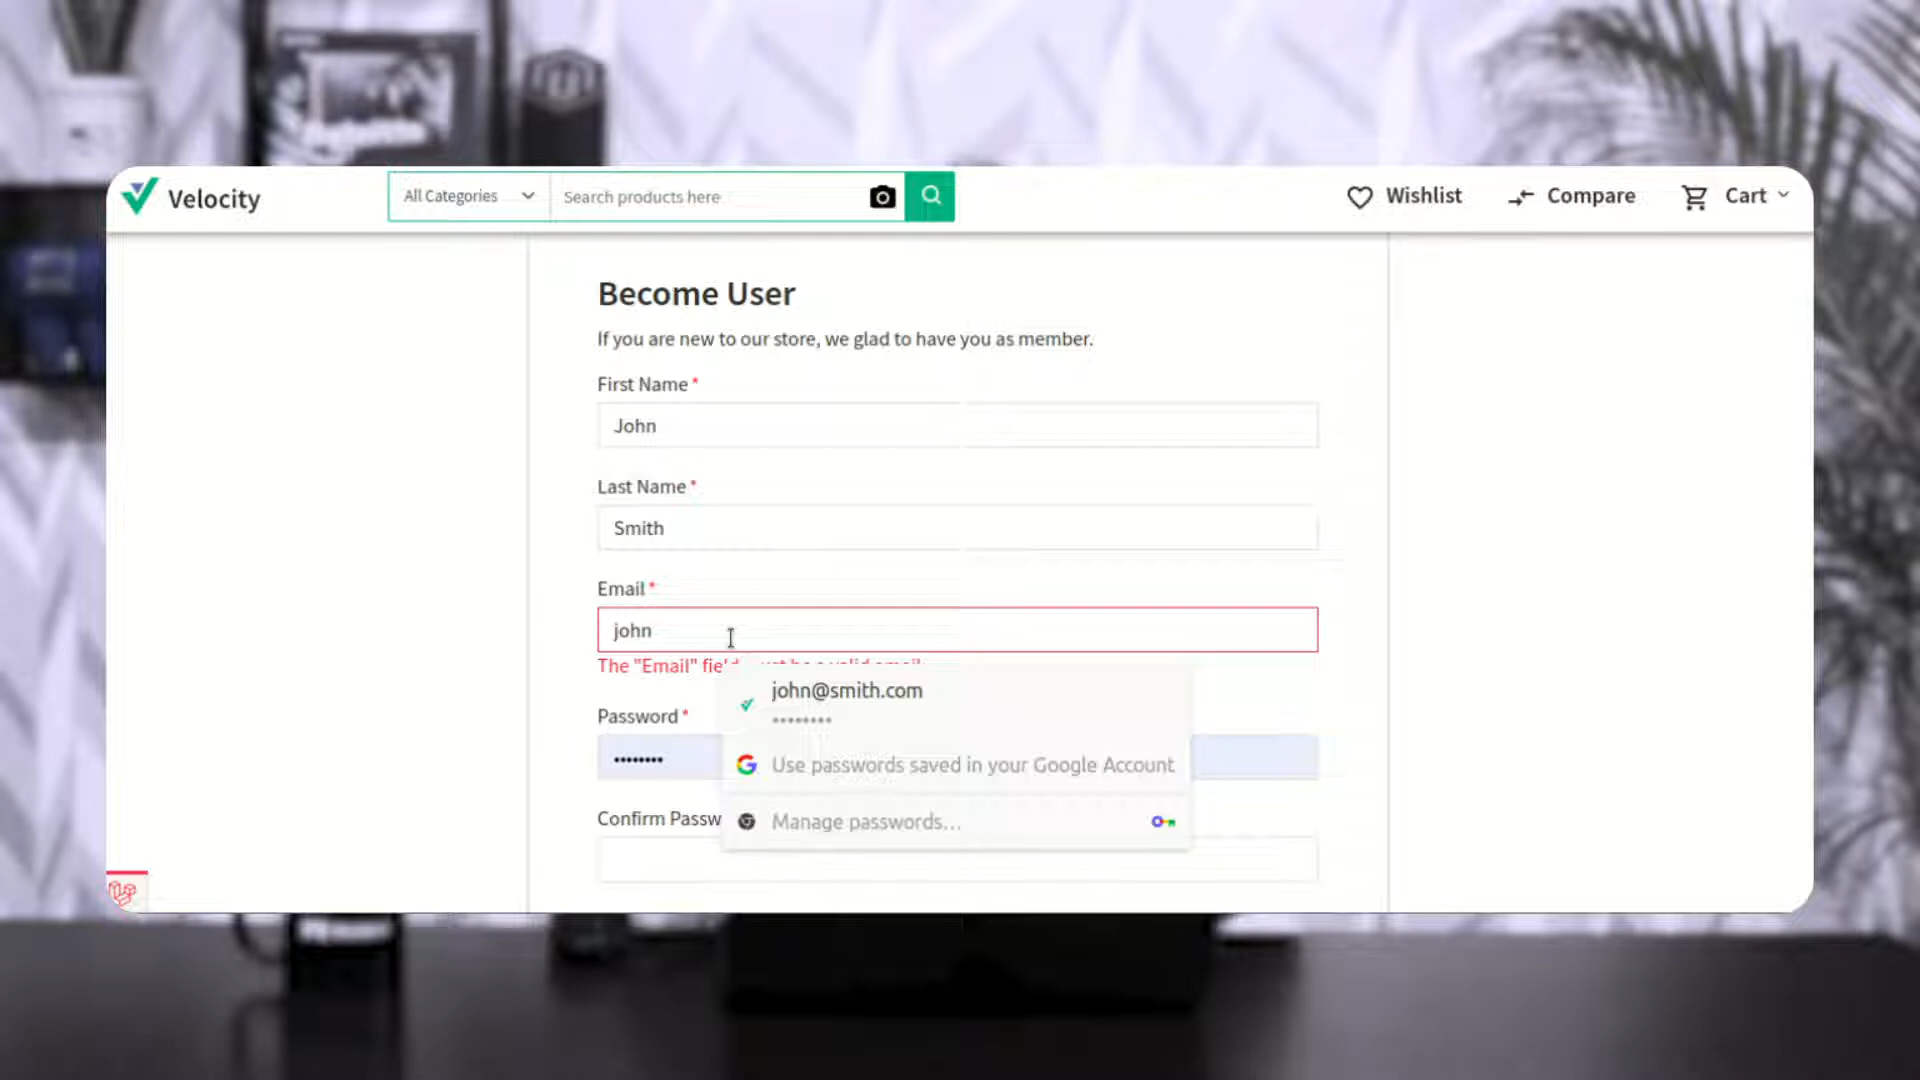 Velocity
All Categories
Search products here
Wishlist
Compare
Cart
Become User
If you are new to our store, we glad to have you as member.
First Name *
John
Last Name *
Smith
Email *
john
The "Email"
john@smith.com
••••••••
Password *
••••••••
Use passwords saved in your Google Account
Confirm Passw
Manage passwords...